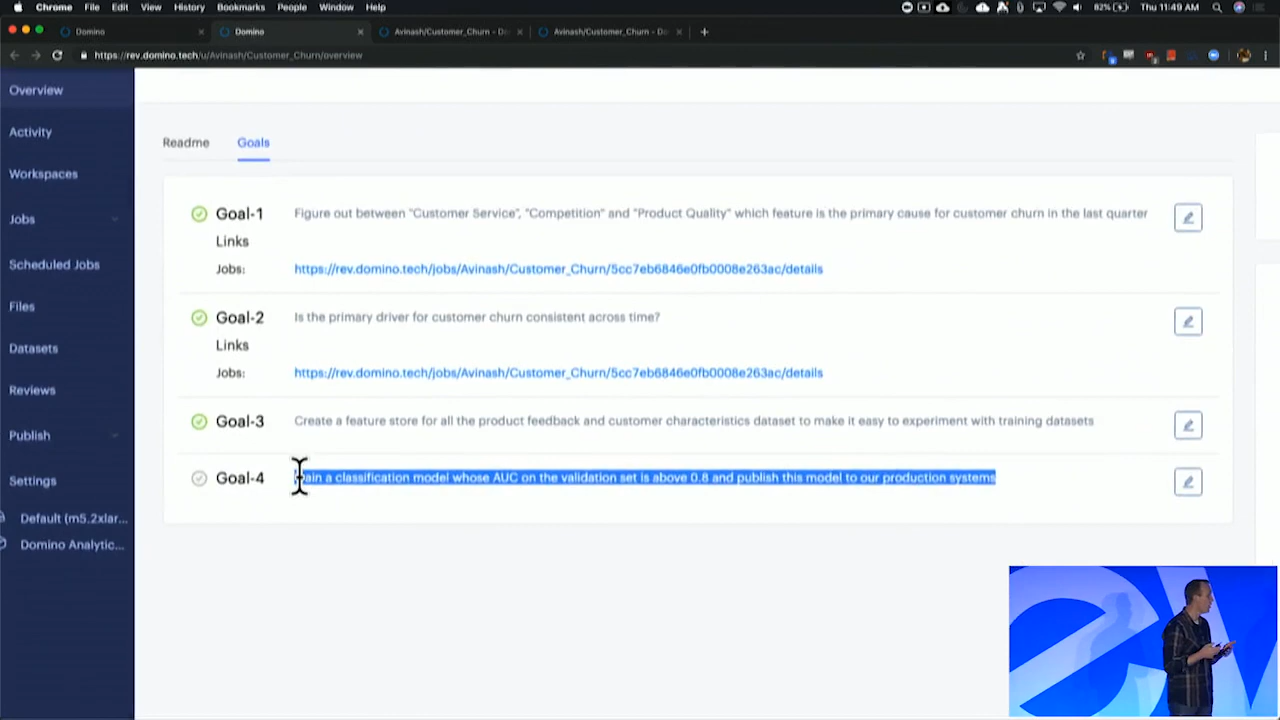 Chrome File Edit View History Bookmarks People Window Help 82% Thu 11:49 AM
Domino Domino Avinash/Customer_Churn - Do Avinash/Customer_Churn - Do
https://rev.domino.tech/u/Avinash/Customer_Churn/overview
Overview
Activity
Workspaces
Jobs
Scheduled Jobs
Files
Datasets
Reviews
Publish
Settings
Default (m5.2xlar...
Domino Analytic...
Readme Goals
Goal-1 Figure out between "Customer Service", "Competition" and "Product Quality" which feature is the primary cause for customer churn in the last quarter
Links
Jobs: https://rev.domino.tech/jobs/Avinash/Customer_Churn/5cc7eb6846e0fb0008e263ac/details
Goal-2 Is the primary driver for customer churn consistent across time?
Links
Jobs: https://rev.domino.tech/jobs/Avinash/Customer_Churn/5cc7eb6846e0fb0008e263ac/details
Goal-3 Create a feature store for all the product feedback and customer characteristics dataset to make it easy to experiment with training datasets
Goal-4 ain a classification model whose AUC on the validation set is above 0.8 and publish this model to our production systems